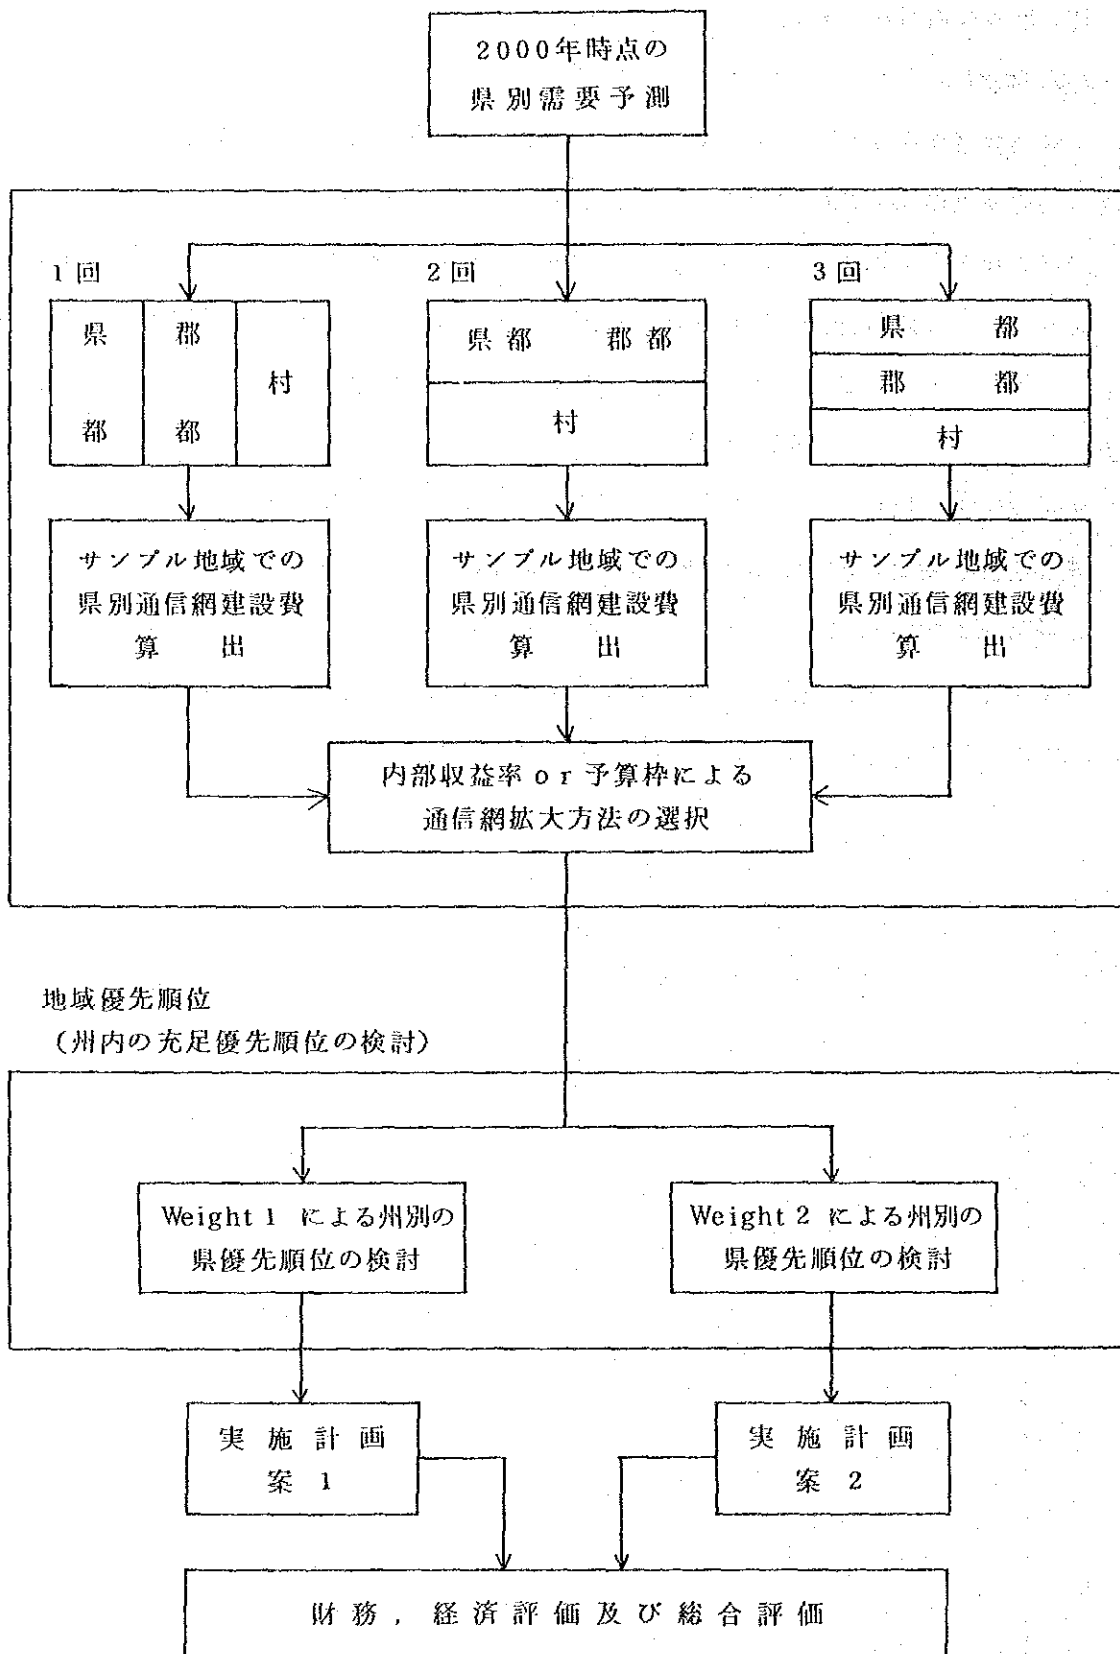 2000年時点の
県別需要予測
1回
県都
郡都
村
2回
県都 郡都
村
3回
県都
郡都
村
サンプル地域での
県別通信網建設費
算出
サンプル地域での
県別通信網建設費
算出
サンプル地域での
県別通信網建設費
算出
内部収益率or予算枠による
通信網拡大方法の選択
地域優先順位
(州内の充足優先順位の検討)
Weight 1 による州別の
県優先順位の検討
Weight 2 による州別の
県優先順位の検討
実施計画
案 1
実施計画
案 2
財務,経済評価及び総合評価